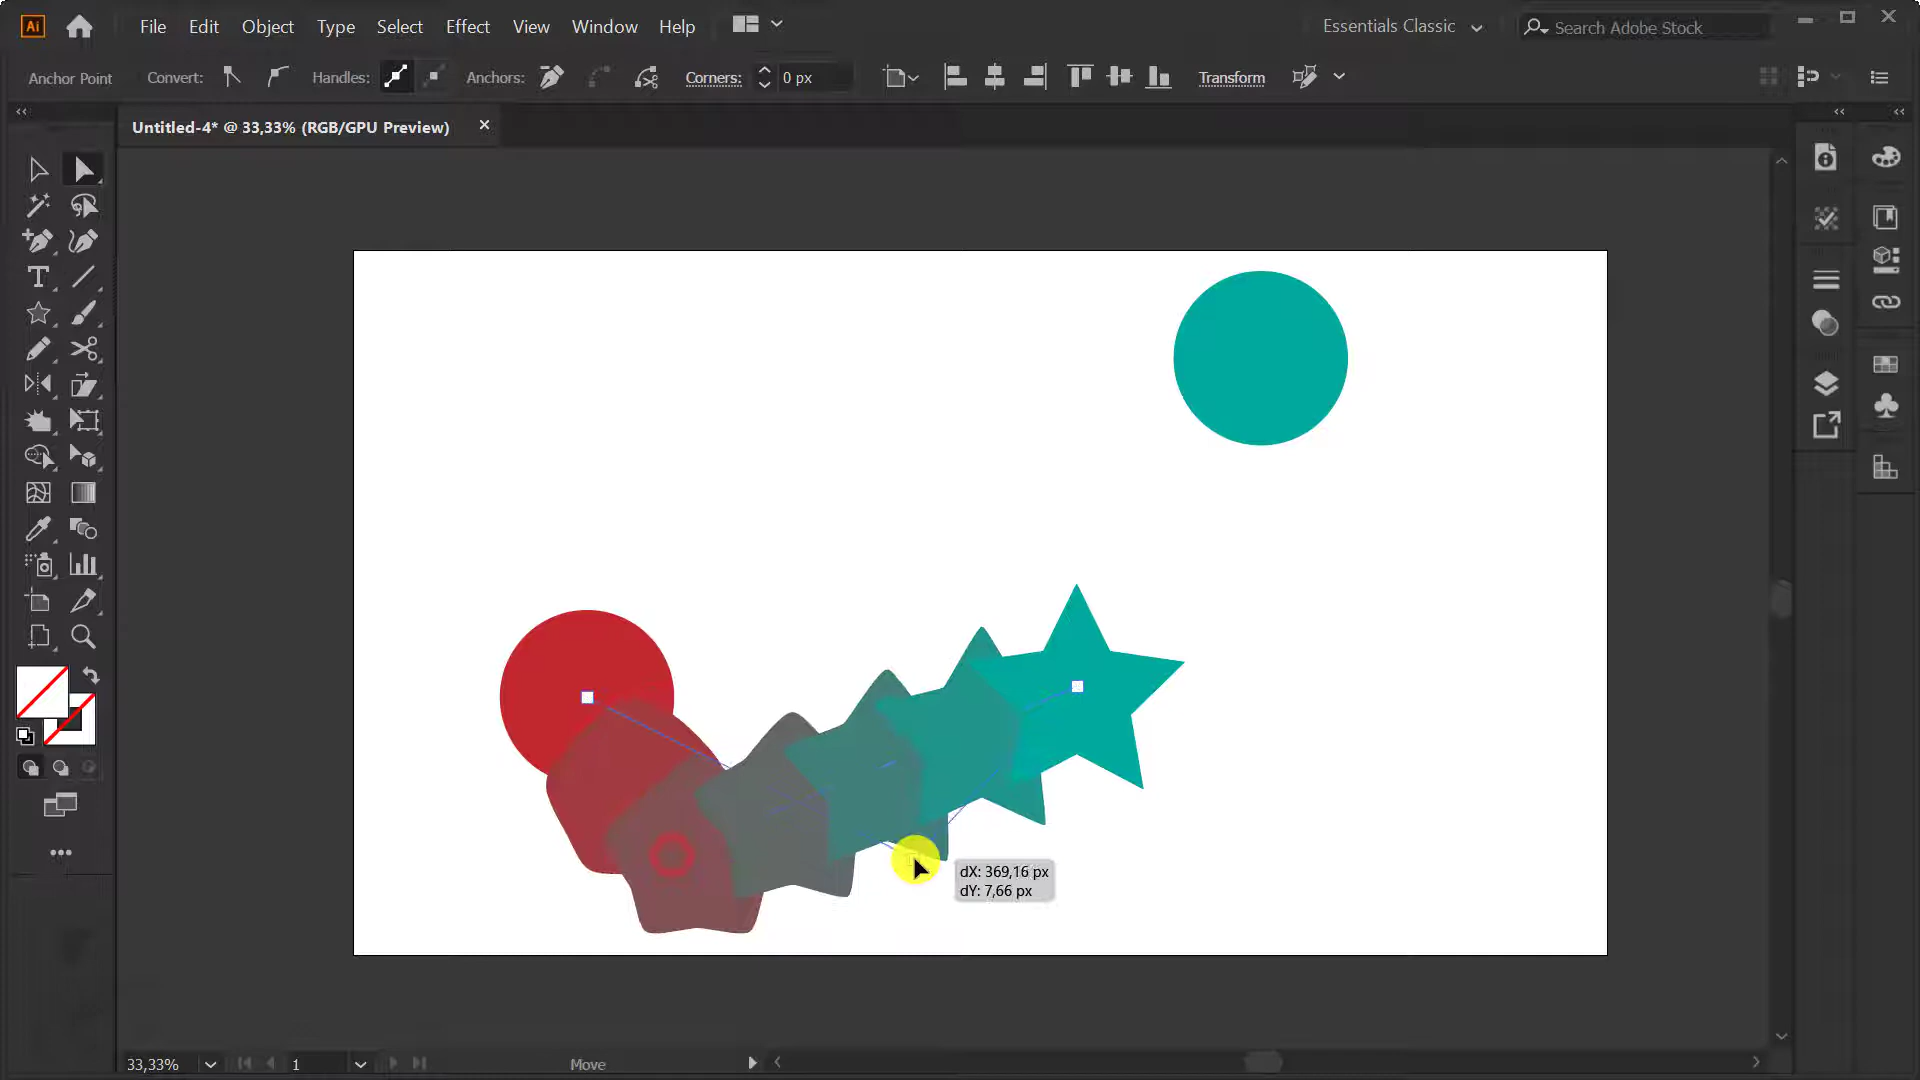 Ai File Edit Object Type Select Effect View Window Help Essentials Classic Search Adobe Stock
Anchor Point Convert: Handles: Anchors: Corners: 0 px Transform
Untitled-4* @ 33,33% (RGB/GPU Preview)
T
dX: 369,16 px
dY: 7,66 px
33,33% 1 Move